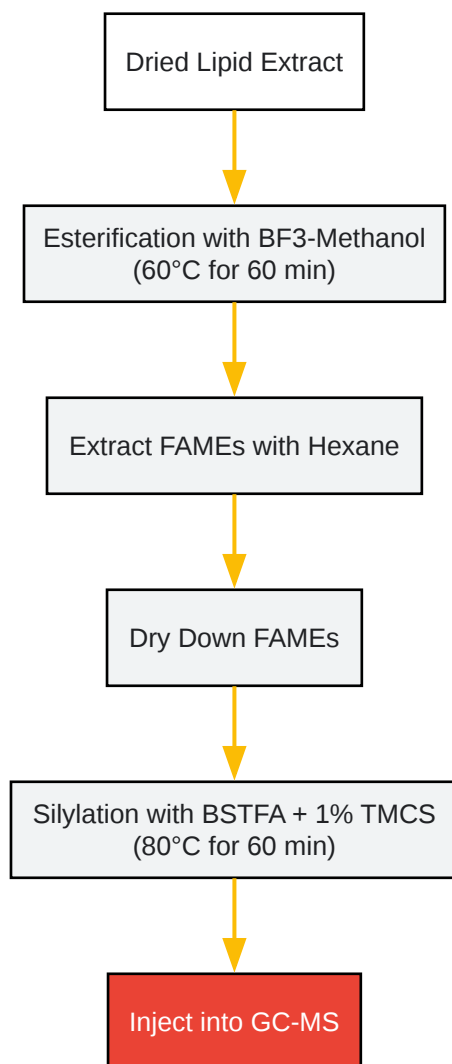 Dried Lipid Extract
Esterification with BF3-Methanol
(60°C for 60 min)
Extract FAMEs with Hexane
Dry Down FAMEs
Silylation with BSTFA + 1% TMCS
(80°C for 60 min)
Inject into GC-MS